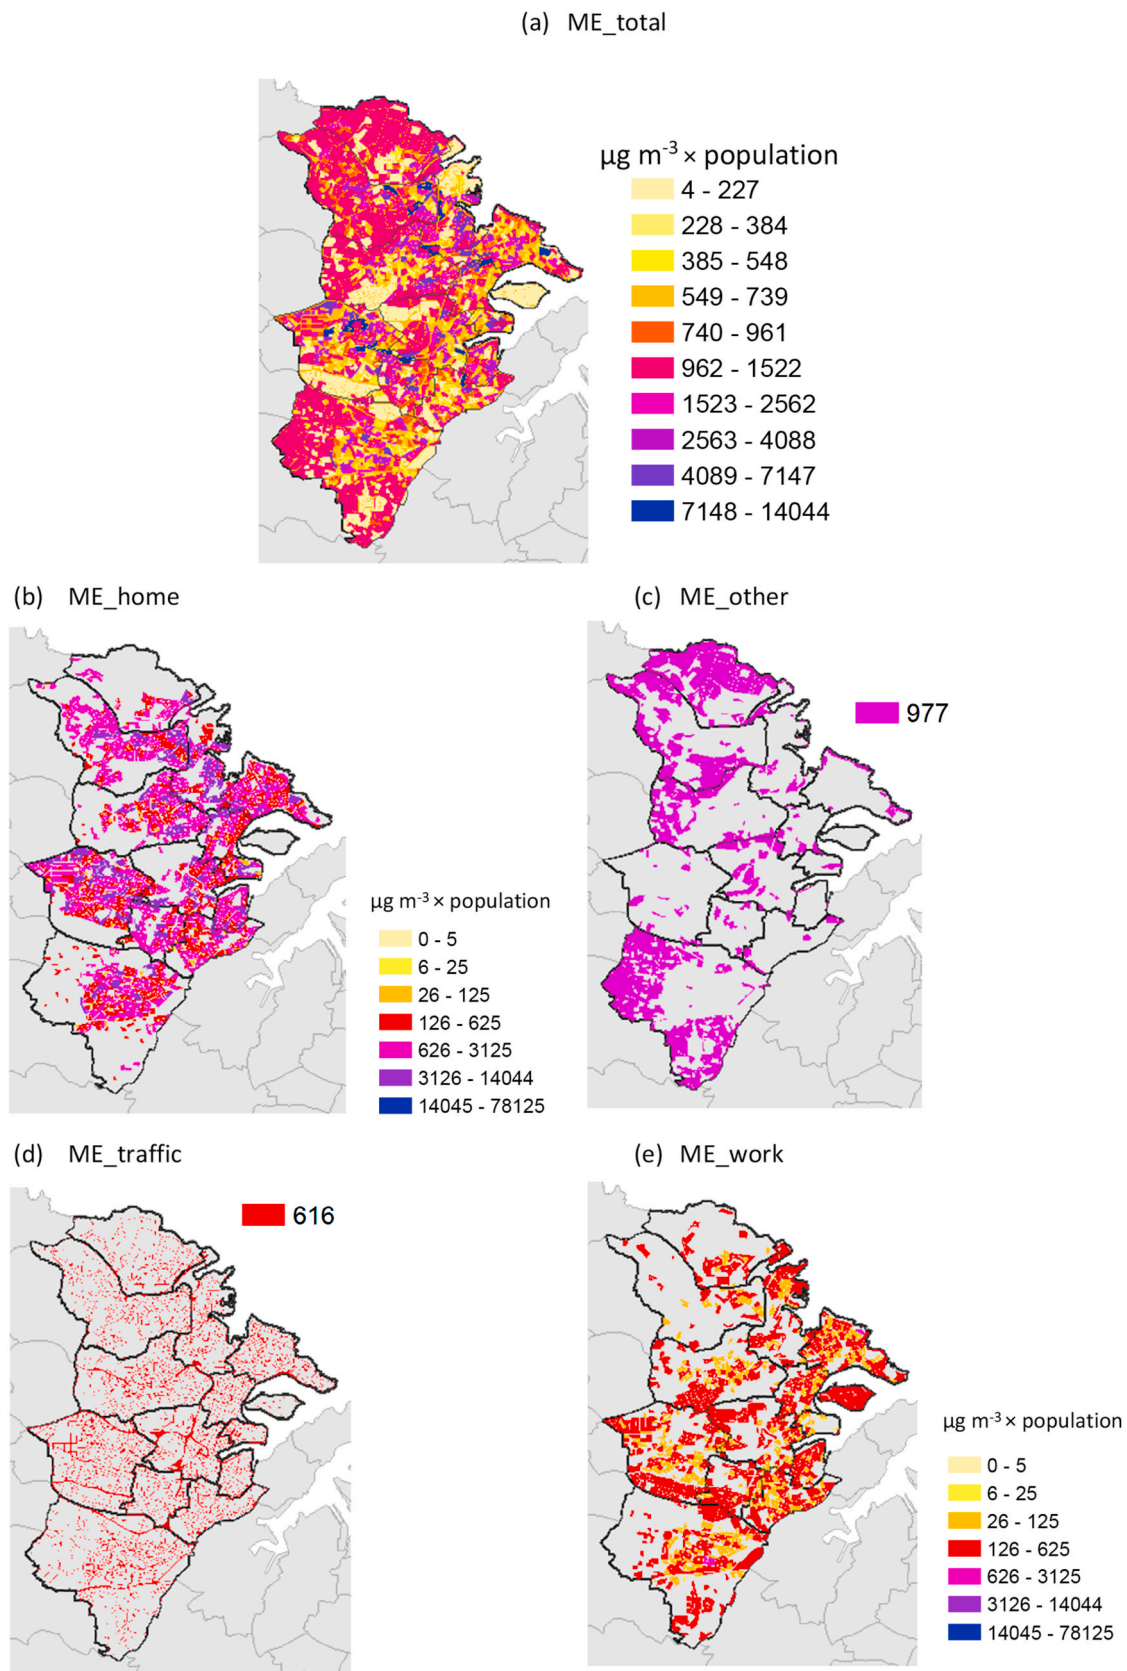 (a) ME_total
µg m⁻³ × population
4 - 227
228 - 384
385 - 548
549 - 739
740 - 961
962 - 1522
1523 - 2562
2563 - 4088
4089 - 7147
7148 - 14044
(b) ME_home
µg m⁻³ × population
0 - 5
6 - 25
26 - 125
126 - 625
626 - 3125
3126 - 14044
14045 - 78125
(c) ME_other
977
(d) ME_traffic
616
(e) ME_work
µg m⁻³ × population
0 - 5
6 - 25
26 - 125
126 - 625
626 - 3125
3126 - 14044
14045 - 78125